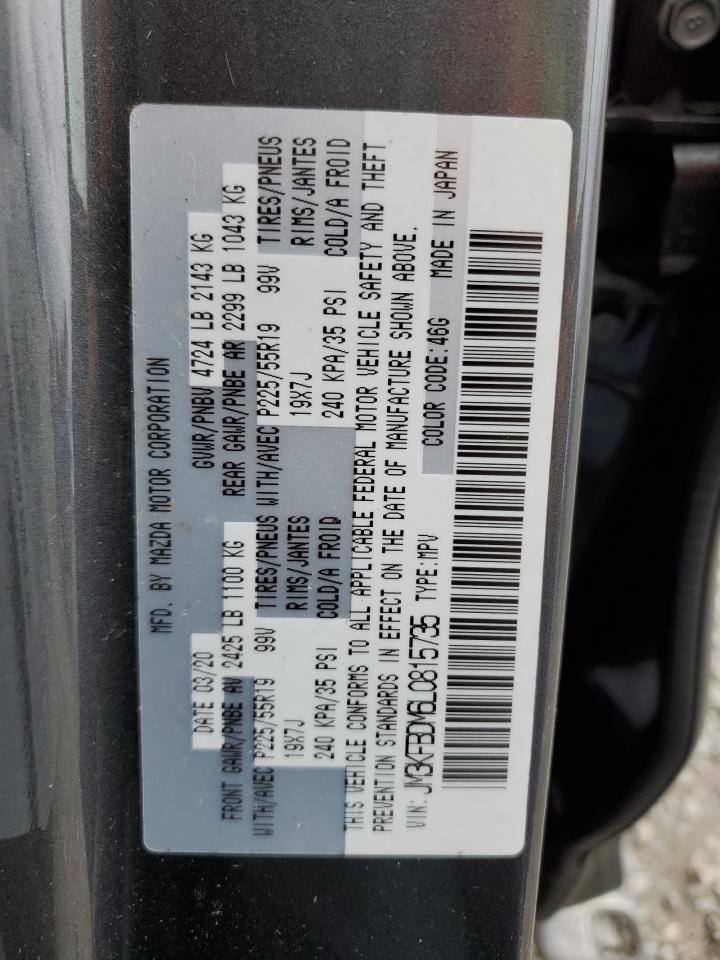 MFD. BY MAZDA MOTOR CORPORATION
DATE 03/20 GVWR/PNBV 4724 LB 2143 KG
FRONT GAWR/PNBE AV 2425 LB 1100 KG REAR GAWR/PNBE AR 2299 LB 1043 KG
WITH/AVEC P225/55R19 99V TIRES/PNEUS WITH/AVEC P225/55R19 99V TIRES/PNEUS
19X7J RIMS/JANTES 19X7J RIMS/JANTES
240 KPA/35 PSI COLD/A FROID 240 KPA/35 PSI COLD/A FROID
THIS VEHICLE CONFORMS TO ALL APPLICABLE FEDERAL MOTOR VEHICLE SAFETY AND THEFT
PREVENTION STANDARDS IN EFFECT ON THE DATE OF MANUFACTURE SHOWN ABOVE.
VIN: JM3KFBDM6L0815735 TYPE:MPV COLOR CODE:46G MADE IN JAPAN